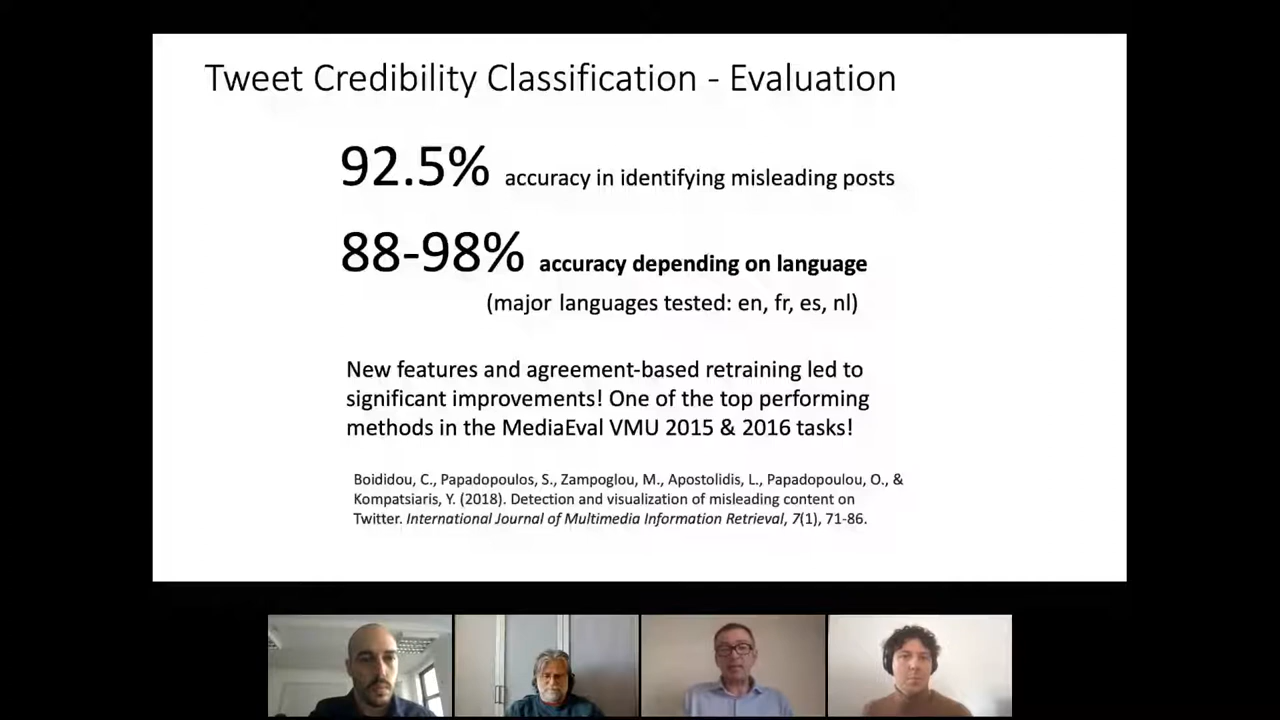 Tweet Credibility Classification - Evaluation
92.5% accuracy in identifying misleading posts
88-98% accuracy depending on language
(major languages tested: en, fr, es, nl)
New features and agreement-based retraining led to
significant improvements! One of the top performing
methods in the MediaEval VMU 2015 & 2016 tasks!
Boididou, C., Papadopoulos, S., Zampoglou, M., Apostolidis, L., Papadopoulou, O., &
Kompatsiaris, Y. (2018). Detection and visualization of misleading content on
Twitter. International Journal of Multimedia Information Retrieval, 7(1), 71-86.